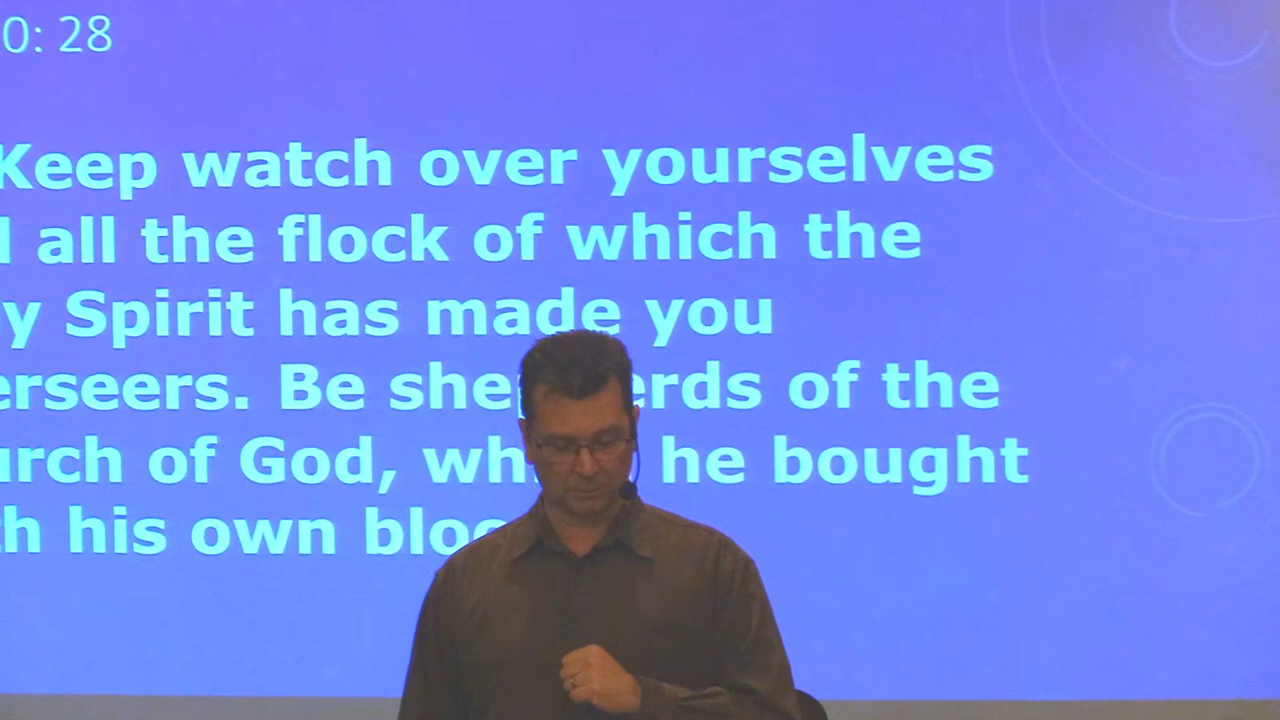 0: 28
Keep watch over yourselves
all the flock of which the
y Spirit has made you
erseers. Be she erds of the
urch of God, wh he bought
h his own bloo